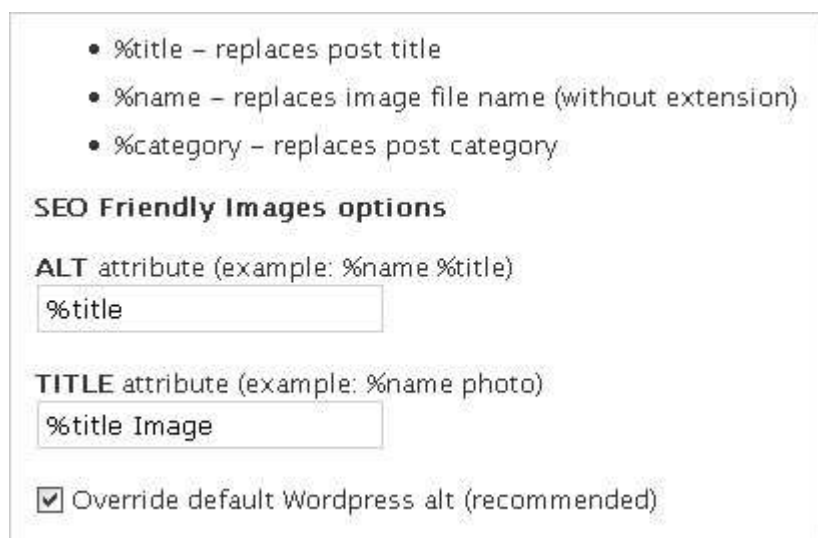 • %title – replaces post title
• %name – replaces image file name (without extension)
• %category – replaces post category
SEO Friendly Images options
ALT attribute (example: %name %title)
%title
TITLE attribute (example: %name photo)
%title Image
Override default Wordpress alt (recommended)